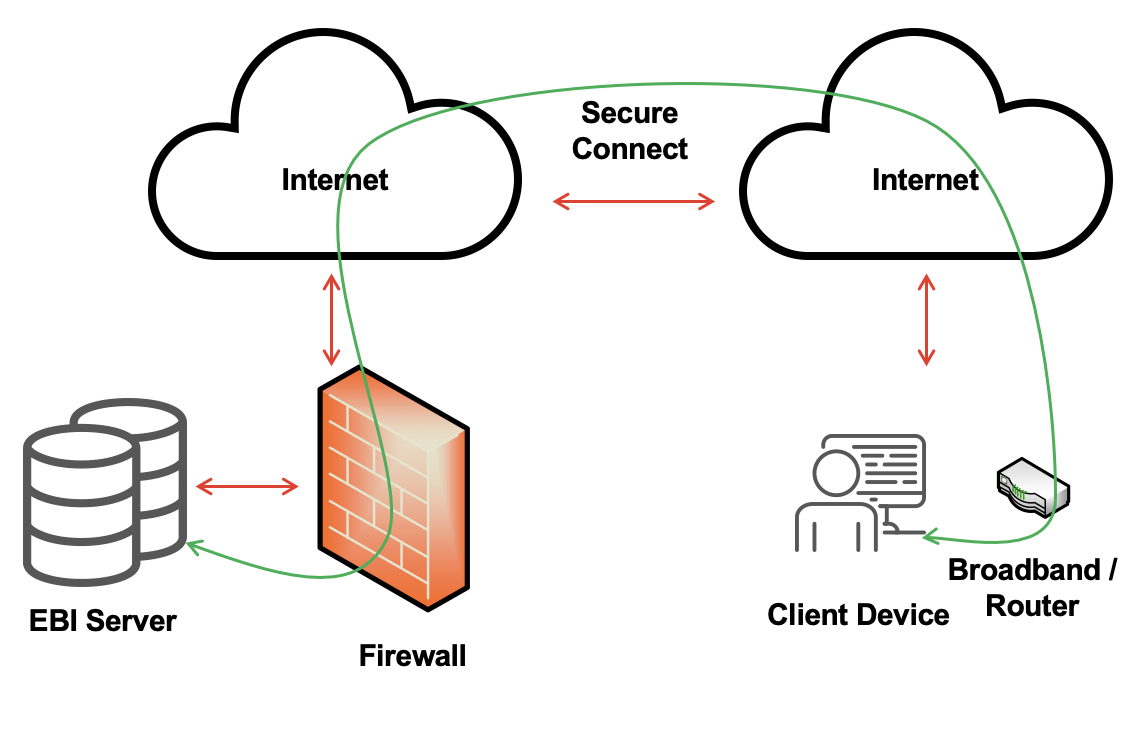 Secure
Connect
Internet
Internet
EBI Server
Firewall
Client Device
Broadband /
Router